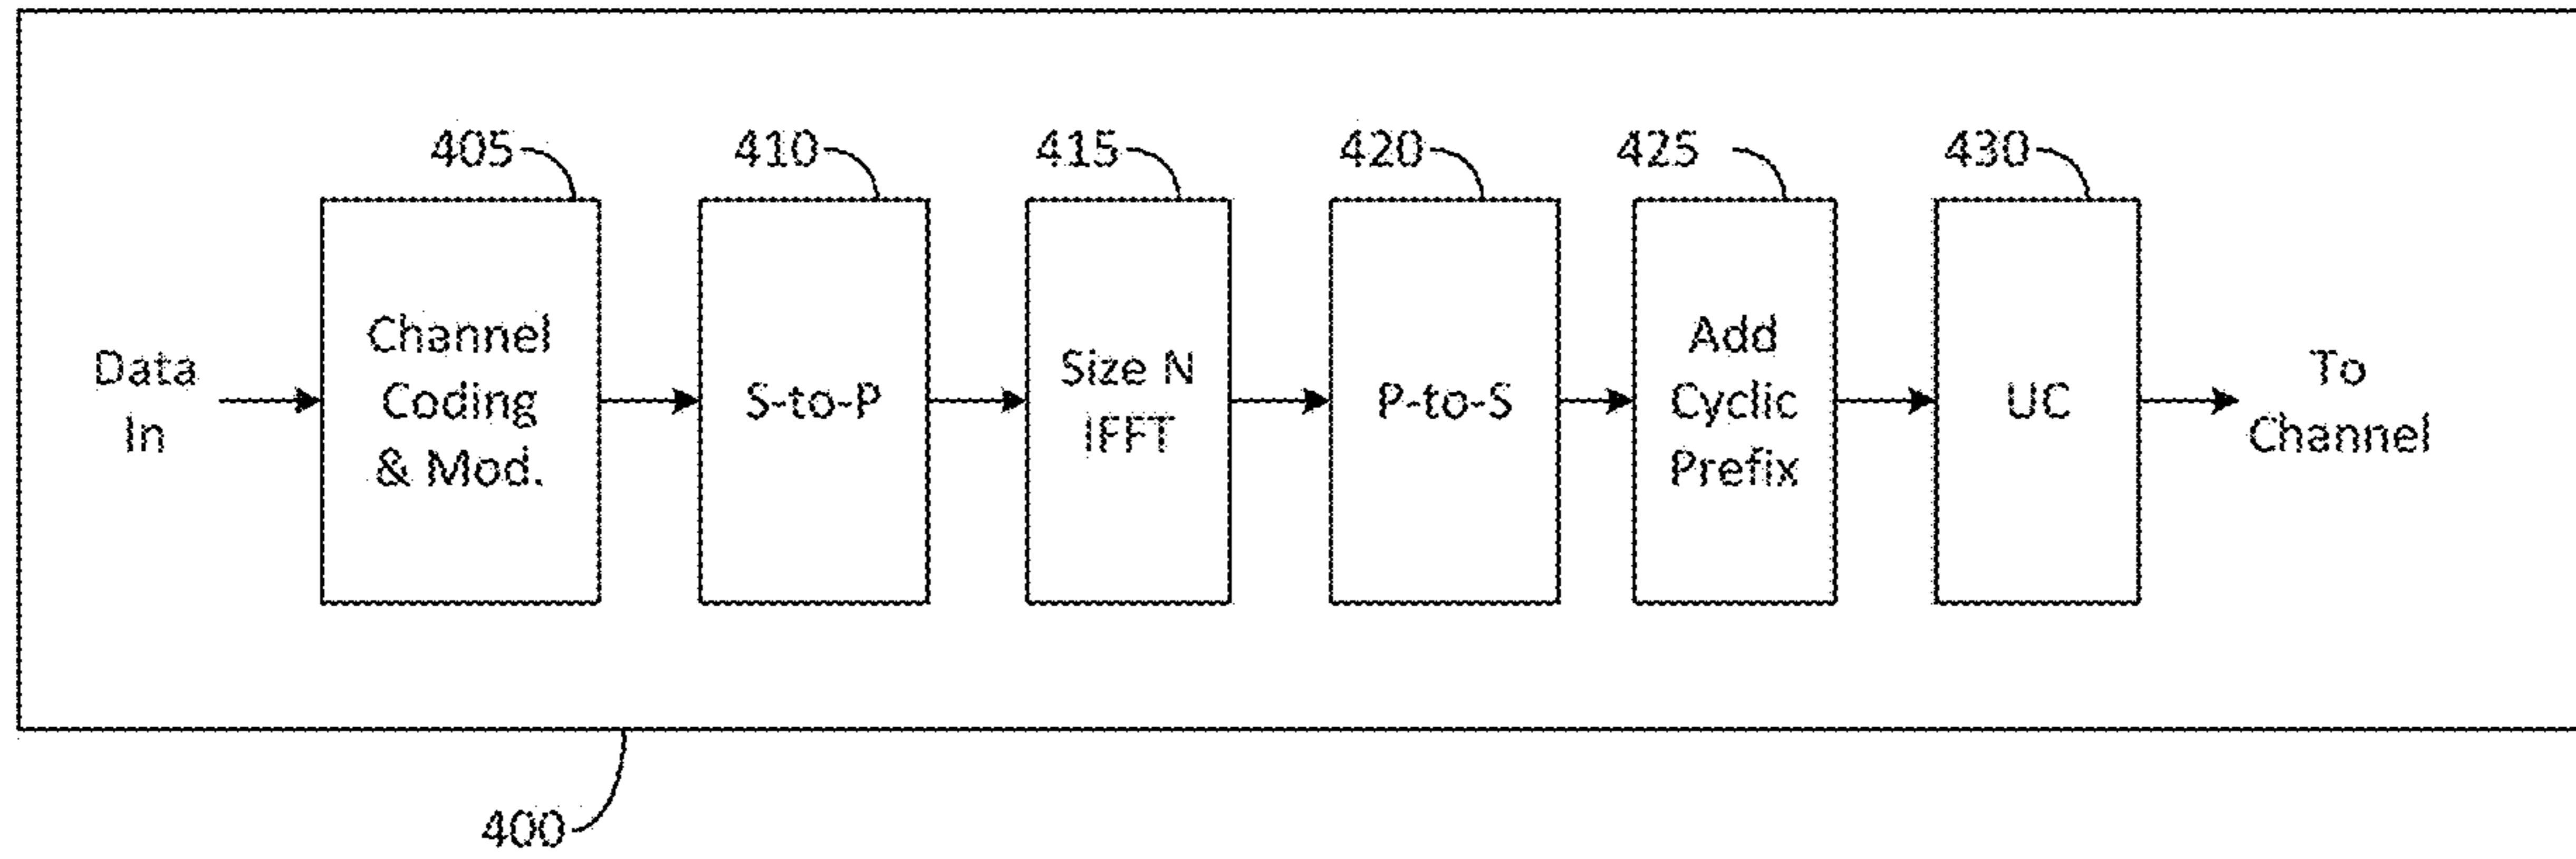 405
410
415
420
425
430
Data
In
Channel
Coding
& Mod.
S-to-P
Size N
IFFT
P-to-S
Add
Cyclic
Prefix
UC
To
Channel
400